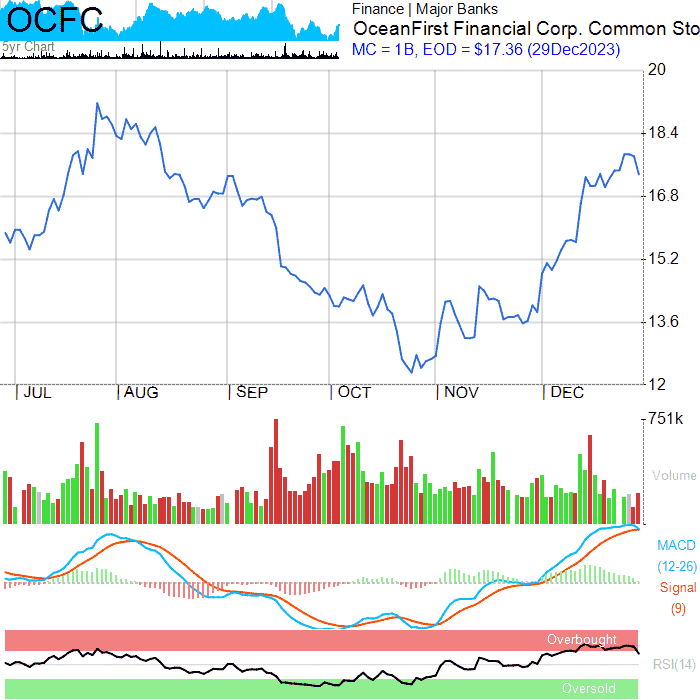 OCFC
5yr Chart
Finance | Major Banks
OceanFirst Financial Corp. Common Sto
MC = 1B, EOD = $17.36 (29Dec2023)
20
18.4
16.8
15.2
13.6
12
JUL AUG SEP OCT NOV DEC
751k
Volume
MACD
(12-26)
Signal
(9)
Overbought
RSI(14)
Oversold